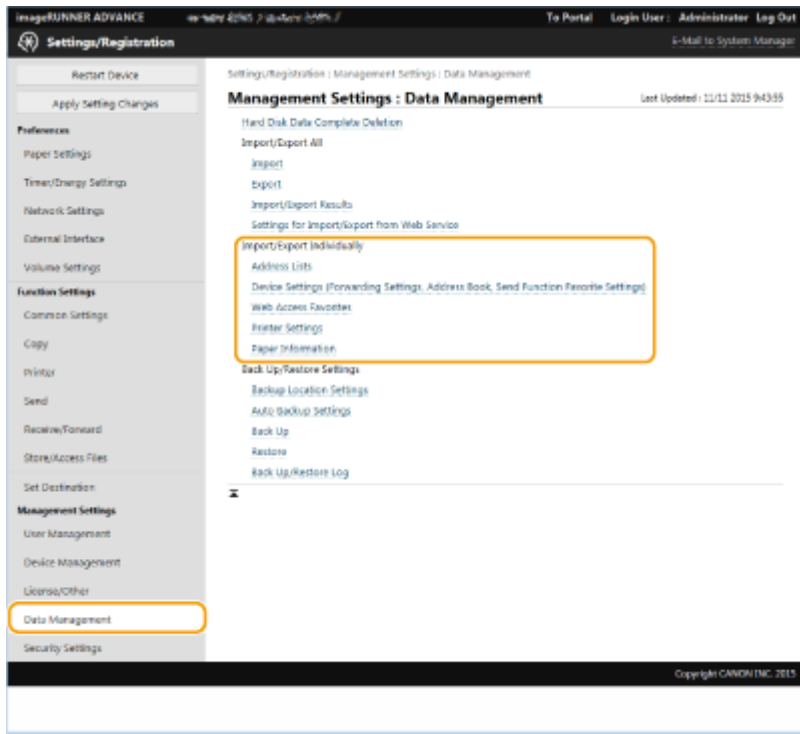 imageRUNNER ADVANCE To Portal Login User : Administrator Log Out
Settings/Registration E-Mail to System Manager
Restart Device
Apply Setting Changes
Preferences
Paper Settings
Timer/Energy Settings
Network Settings
External Interface
Volume Settings
Function Settings
Common Settings
Copy
Printer
Send
Receive/Forward
Store/Access Files
Set Destination
Management Settings
User Management
Device Management
License/Other
Data Management
Security Settings
Settings/Registration : Management Settings : Data Management
Management Settings : Data Management Last Updated : 11/11 2015 9:43:55
Hard Disk Data Complete Deletion
Import/Export All
Import
Export
Import/Export Results
Settings for Import/Export from Web Service
Import/Export Individually
Address Lists
Device Settings (Forwarding Settings, Address Book, Send Function Favorite Settings)
Web Access Favorites
Printer Settings
Paper Information
Back Up/Restore Settings
Backup Location Settings
Auto Backup Settings
Back Up
Restore
Back Up/Restore Log
Copyright CANON INC. 2015